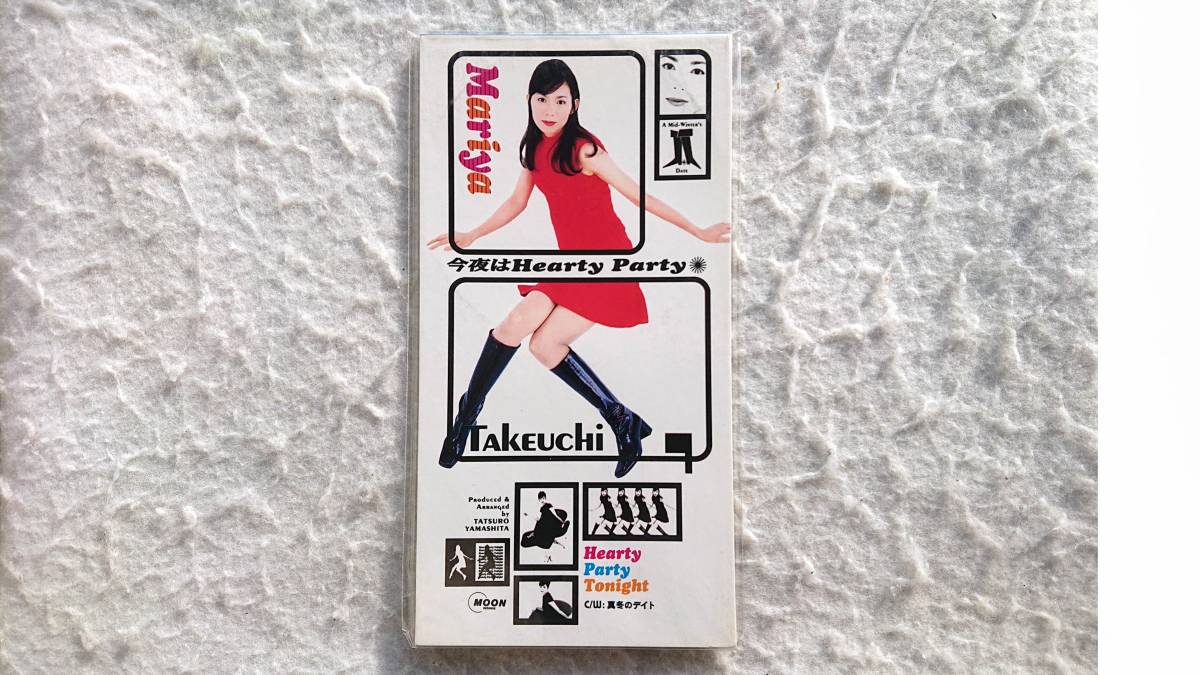 Mariya
A Mid-Winter's
Date
今夜はHearty Party
TAKEUCHi
PRODUCED &
ARRANGED
by
TATSURO
YAMASHITA
Hearty
Party
Tonight
MOON
RECORDS
C/W: 真冬のデイト